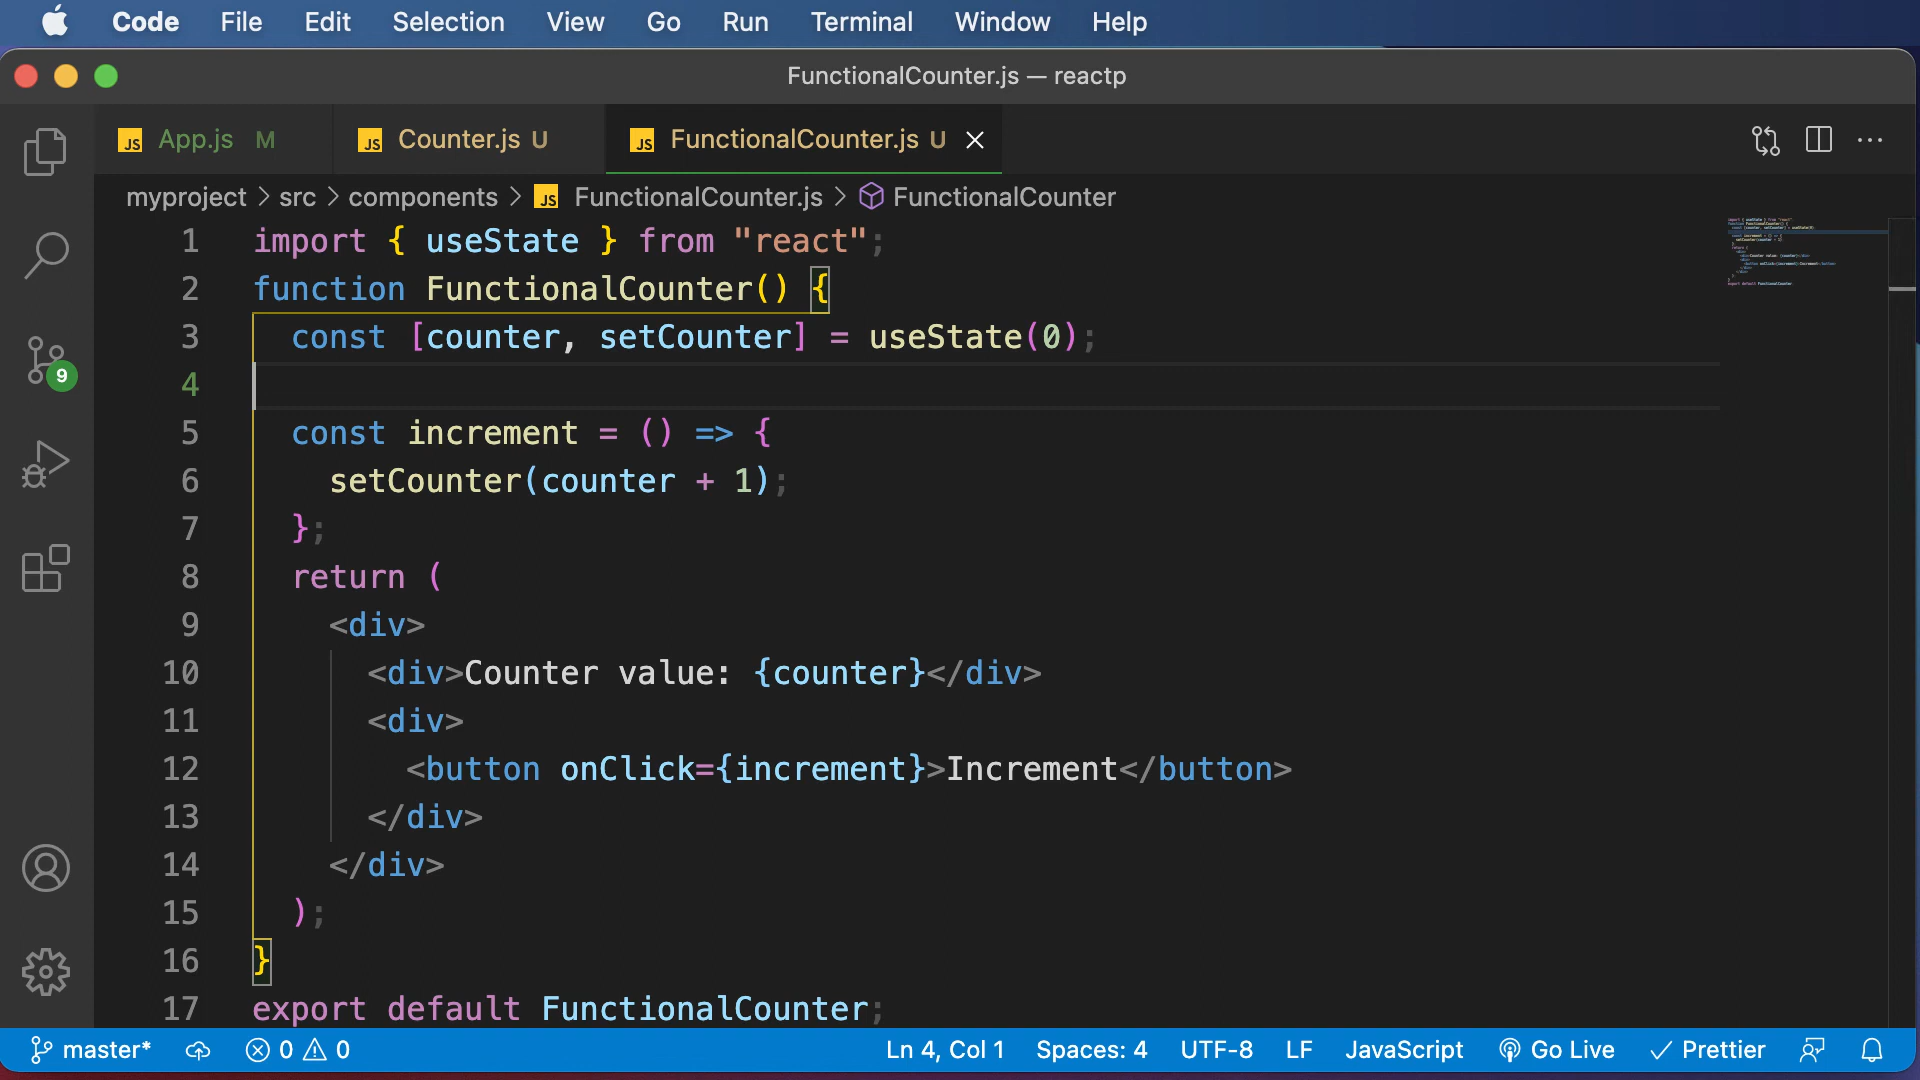 Code File Edit Selection View Go Run Terminal Window Help
FunctionalCounter.js — reactp
JS App.js M JS Counter.js U JS FunctionalCounter.js U
myproject > src > components > JS FunctionalCounter.js > FunctionalCounter
1 import { useState } from "react";
2 function FunctionalCounter() {
3 const [counter, setCounter] = useState(0);
4
5 const increment = () => {
6 setCounter(counter + 1);
7 };
8 return (
9 <div>
10 <div>Counter value: {counter}</div>
11 <div>
12 <button onClick={increment}>Increment</button>
13 </div>
14 </div>
15 );
16 }
17 export default FunctionalCounter;
9
master* 0 0 Ln 4, Col 1 Spaces: 4 UTF-8 LF JavaScript Go Live Prettier